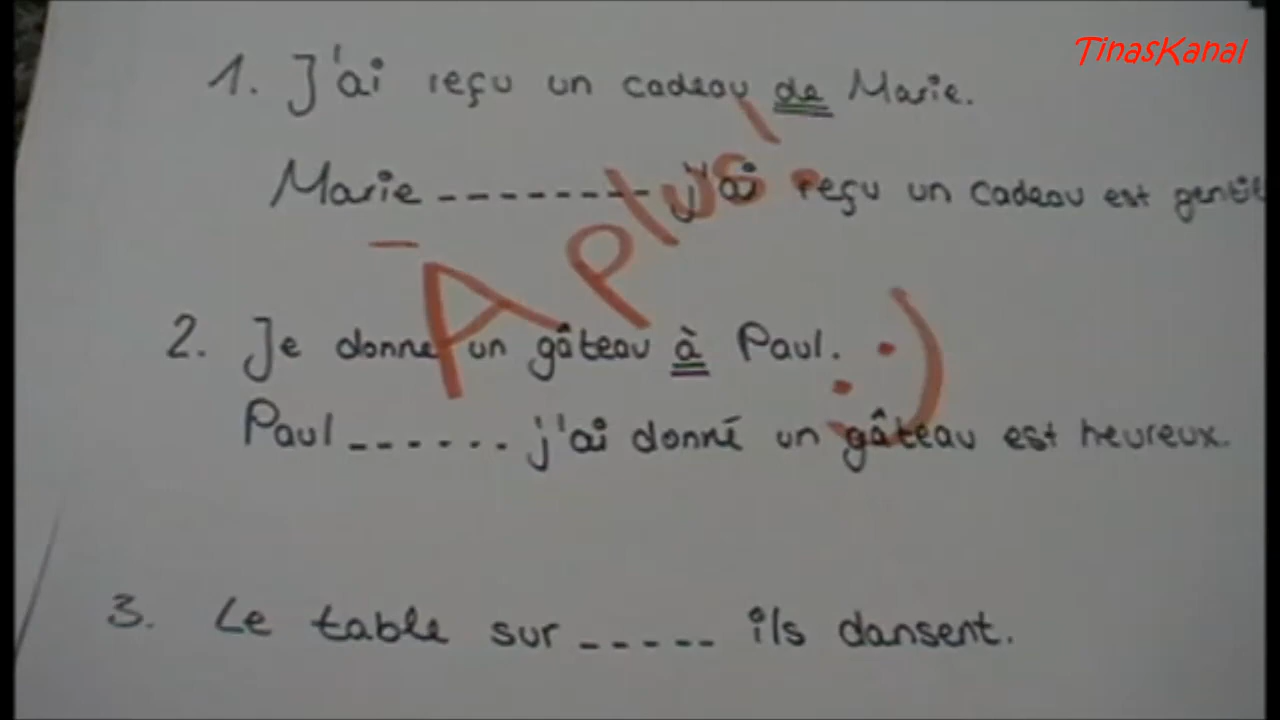 TinasKanal
1. J'ai reçu un cadeau de Marie.
Marie -------- j'ai reçu un cadeau est gentil
2. Je donne un gâteau à Paul.
Paul ------ j'ai donné un gâteau est heureux.
3. Le table sur ----- ils dansent.
A plus! :)